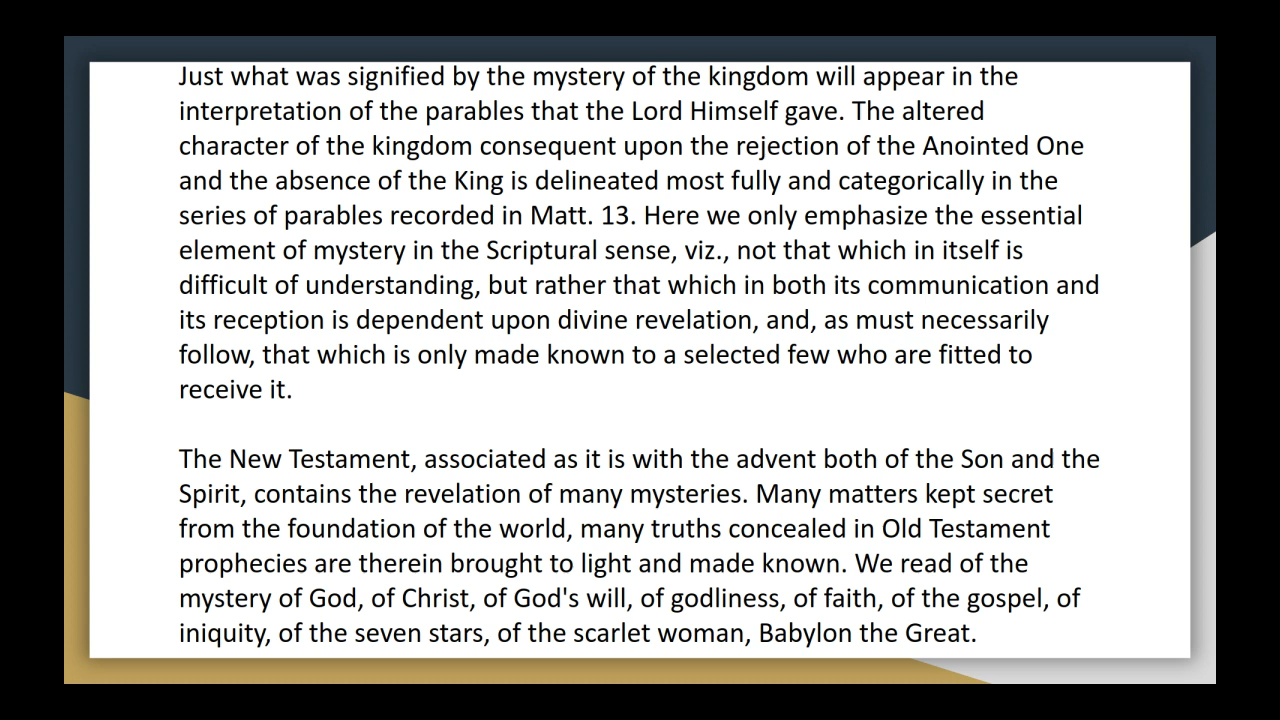 Just what was signified by the mystery of the kingdom will appear in the
interpretation of the parables that the Lord Himself gave. The altered
character of the kingdom consequent upon the rejection of the Anointed One
and the absence of the King is delineated most fully and categorically in the
series of parables recorded in Matt. 13. Here we only emphasize the essential
element of mystery in the Scriptural sense, viz., not that which in itself is
difficult of understanding, but rather that which in both its communication and
its reception is dependent upon divine revelation, and, as must necessarily
follow, that which is only made known to a selected few who are fitted to
receive it.
The New Testament, associated as it is with the advent both of the Son and the
Spirit, contains the revelation of many mysteries. Many matters kept secret
from the foundation of the world, many truths concealed in Old Testament
prophecies are therein brought to light and made known. We read of the
mystery of God, of Christ, of God's will, of godliness, of faith, of the gospel, of
iniquity, of the seven stars, of the scarlet woman, Babylon the Great.